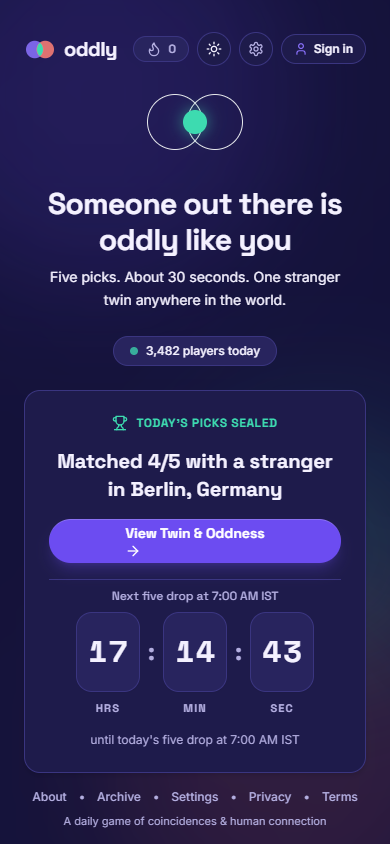 oddly
0
Sign in
Someone out there is
oddly like you
Five picks. About 30 seconds. One stranger
twin anywhere in the world.
3,482 players today
TODAY'S PICKS SEALED
Matched 4/5 with a stranger
in Berlin, Germany
View Twin & Oddness
→
Next five drop at 7:00 AM IST
17 : 14 : 43
HRS MIN SEC
until today's five drop at 7:00 AM IST
About • Archive • Settings • Privacy • Terms
A daily game of coincidences & human connection